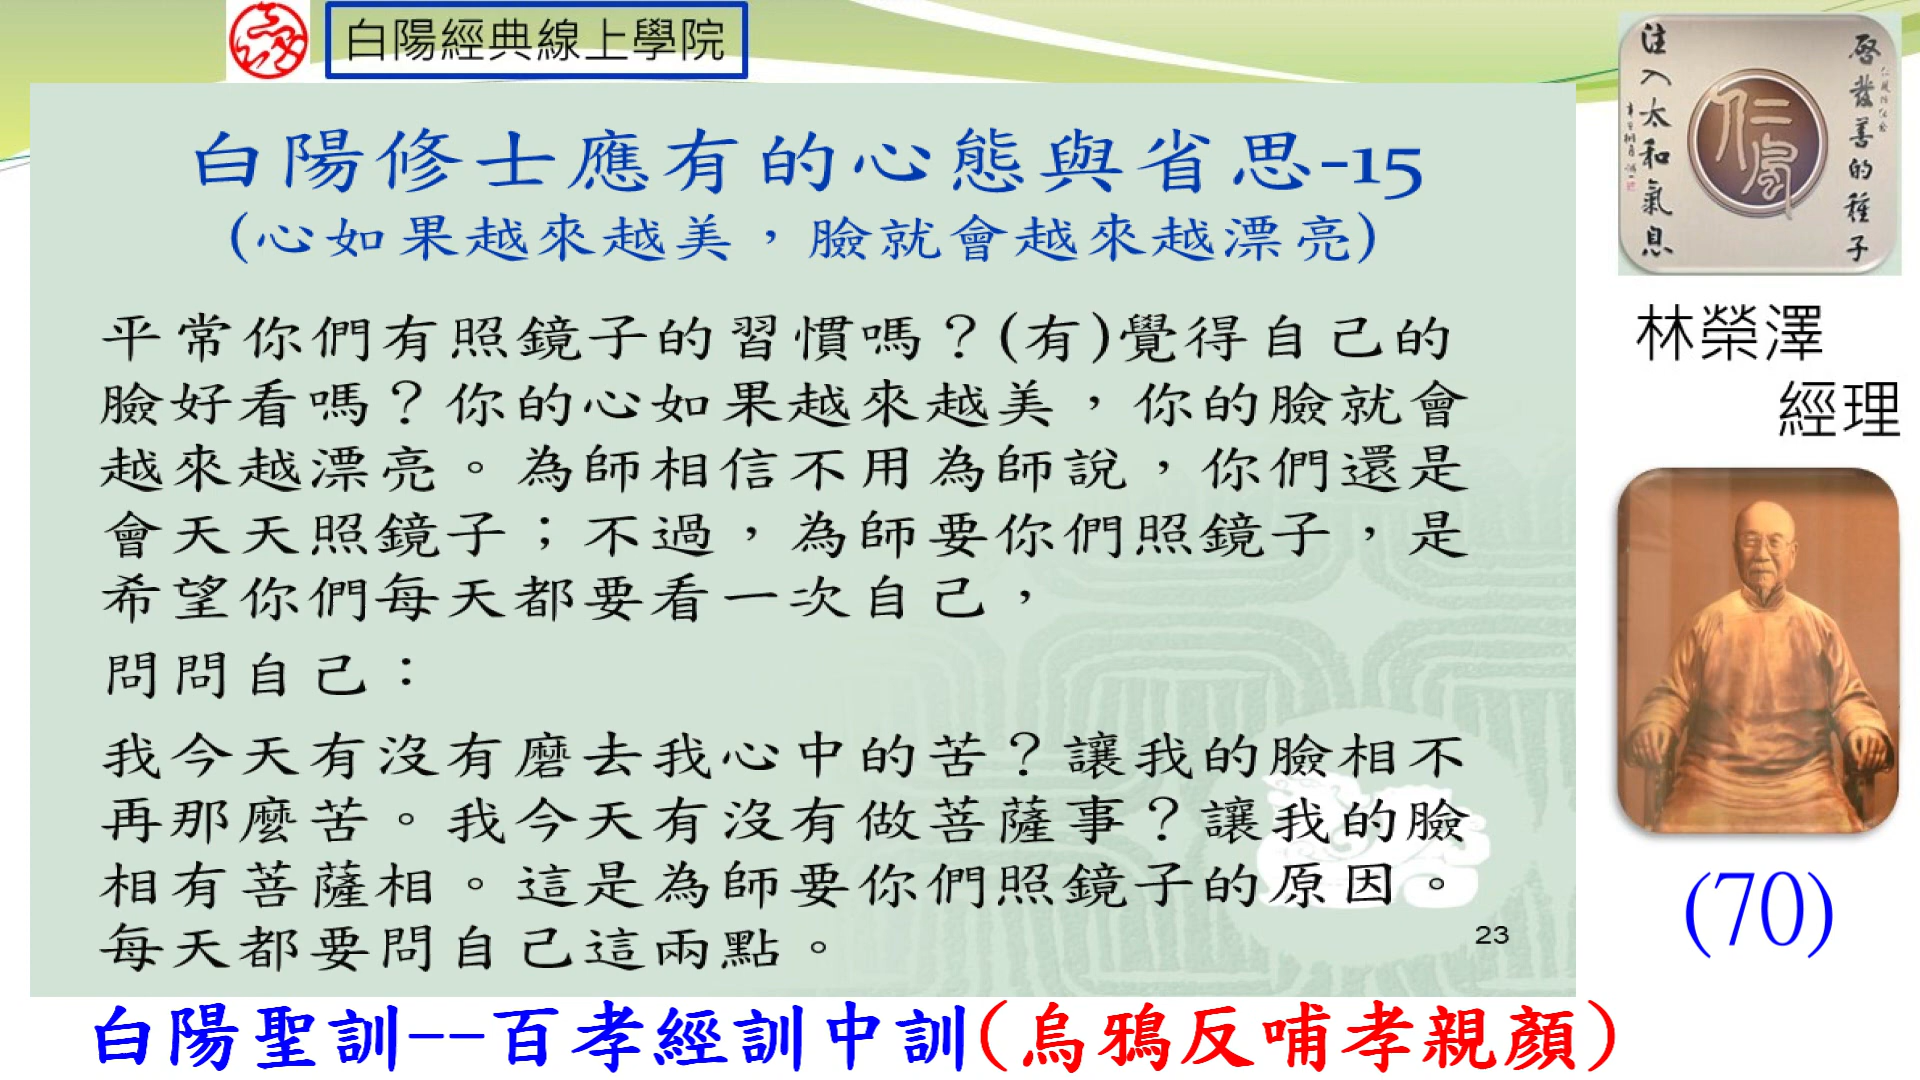 白陽經典線上學院
白陽修士應有的心態與省思-15
(心如果越來越美，臉就會越來越漂亮)
平常你們有照鏡子的習慣嗎？(有)覺得自己的
臉好看嗎？你的心如果越來越美，你的臉就會
越來越漂亮。為師相信不用為師說，你們還是
會天天照鏡子；不過，為師要你們照鏡子，是
希望你們每天都要看一次自己，
問問自己：
我今天有沒有磨去我心中的苦？讓我的臉相不
再那麼苦。我今天有沒有做菩薩事？讓我的臉
相有菩薩相。這是為師要你們照鏡子的原因。
每天都要問自己這兩點。
23
啓發善的種子
仁風
注入太和氣息
林榮澤
經理
(70)
白陽聖訓--百孝經訓中訓(烏鴉反哺孝親顏)